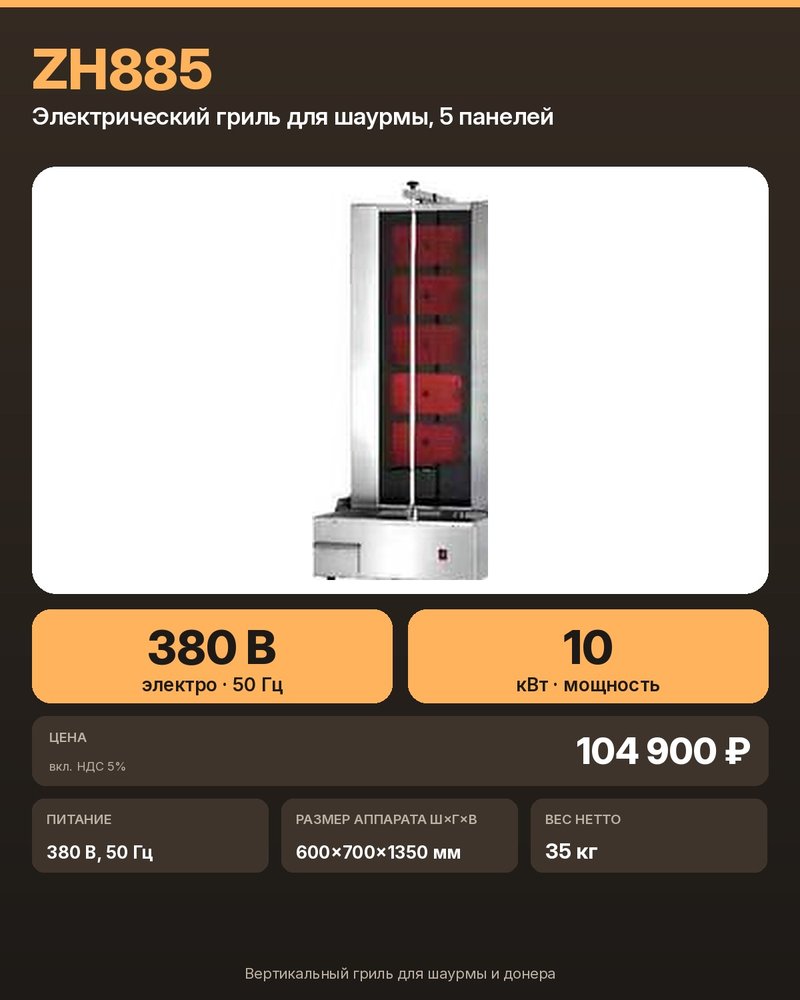 ZH885
Электрический гриль для шаурмы, 5 панелей
380 В
электро · 50 Гц
10
кВт · мощность
ЦЕНА
вкл. НДС 5%
104 900 ₽
ПИТАНИЕ
380 В, 50 Гц
РАЗМЕР АППАРАТА Ш×Г×В
600×700×1350 мм
ВЕС НЕТТО
35 кг
Вертикальный гриль для шаурмы и донера